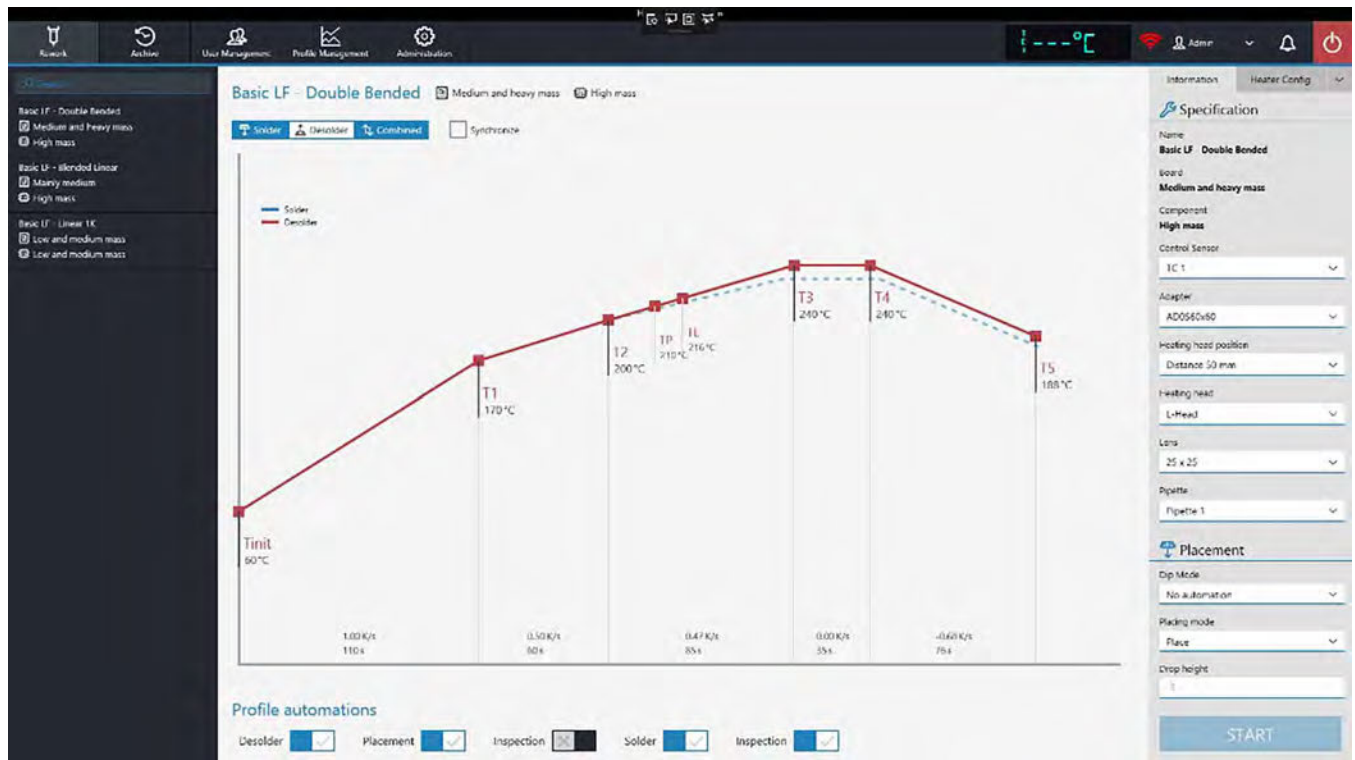 Rework
Archive
User Management
Profile Management
Administration
---°C
Admin
Basic LF - Double Bended
Medium and heavy mass
High mass
Basic LF - Blended Linear
Mainly medium
High mass
Basic LF - Linear 1K
Low and medium mass
Low and medium mass
Basic LF - Double Bended
Medium and heavy mass
High mass
Solder
Desolder
Combined
Synchronize
Solder
Desolder
Tinit
60°C
T1
170°C
T2
200°C
TP
210°C
TL
216°C
T3
240°C
T4
240°C
T5
188°C
1.00 K/s
0.50 K/s
0.47 K/s
0.00 K/s
-0.68 K/s
110 s
60 s
85 s
35 s
76 s
Profile automations
Desolder
Placement
Inspection
Solder
Inspection
Information
Heater Config
Specification
Name
Basic LF - Double Bended
Board
Medium and heavy mass
Component
High mass
Control Sensor
TC 1
Adapter
AD0S60x60
Heating head position
Distance 50 mm
Heating head
L-Head
Lens
25 x 25
Pipette
Pipette 1
Placement
Dip Mode
No automation
Placing mode
Place
Drop height
START